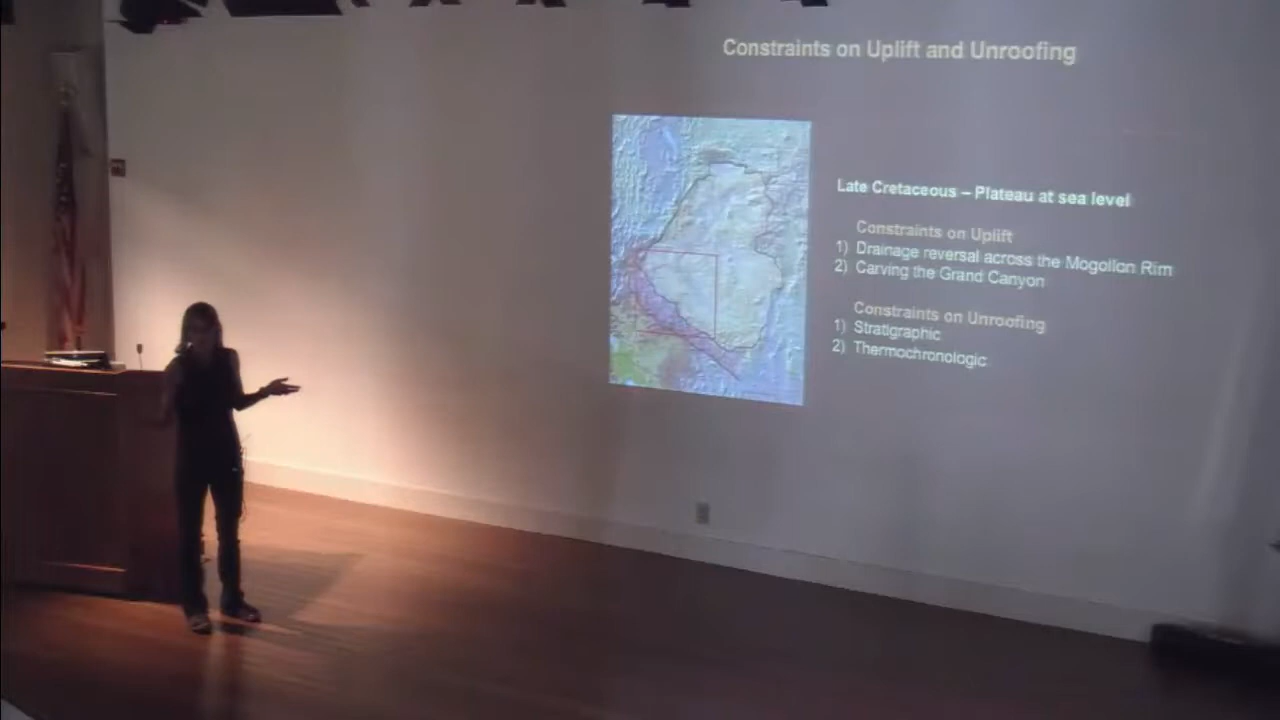 Constraints on Uplift and Unroofing
Late Cretaceous – Plateau at sea level
Constraints on Uplift
1) Drainage reversal across the Mogollon Rim
2) Carving the Grand Canyon
Constraints on Unroofing
1) Stratigraphic
2) Thermochronologic